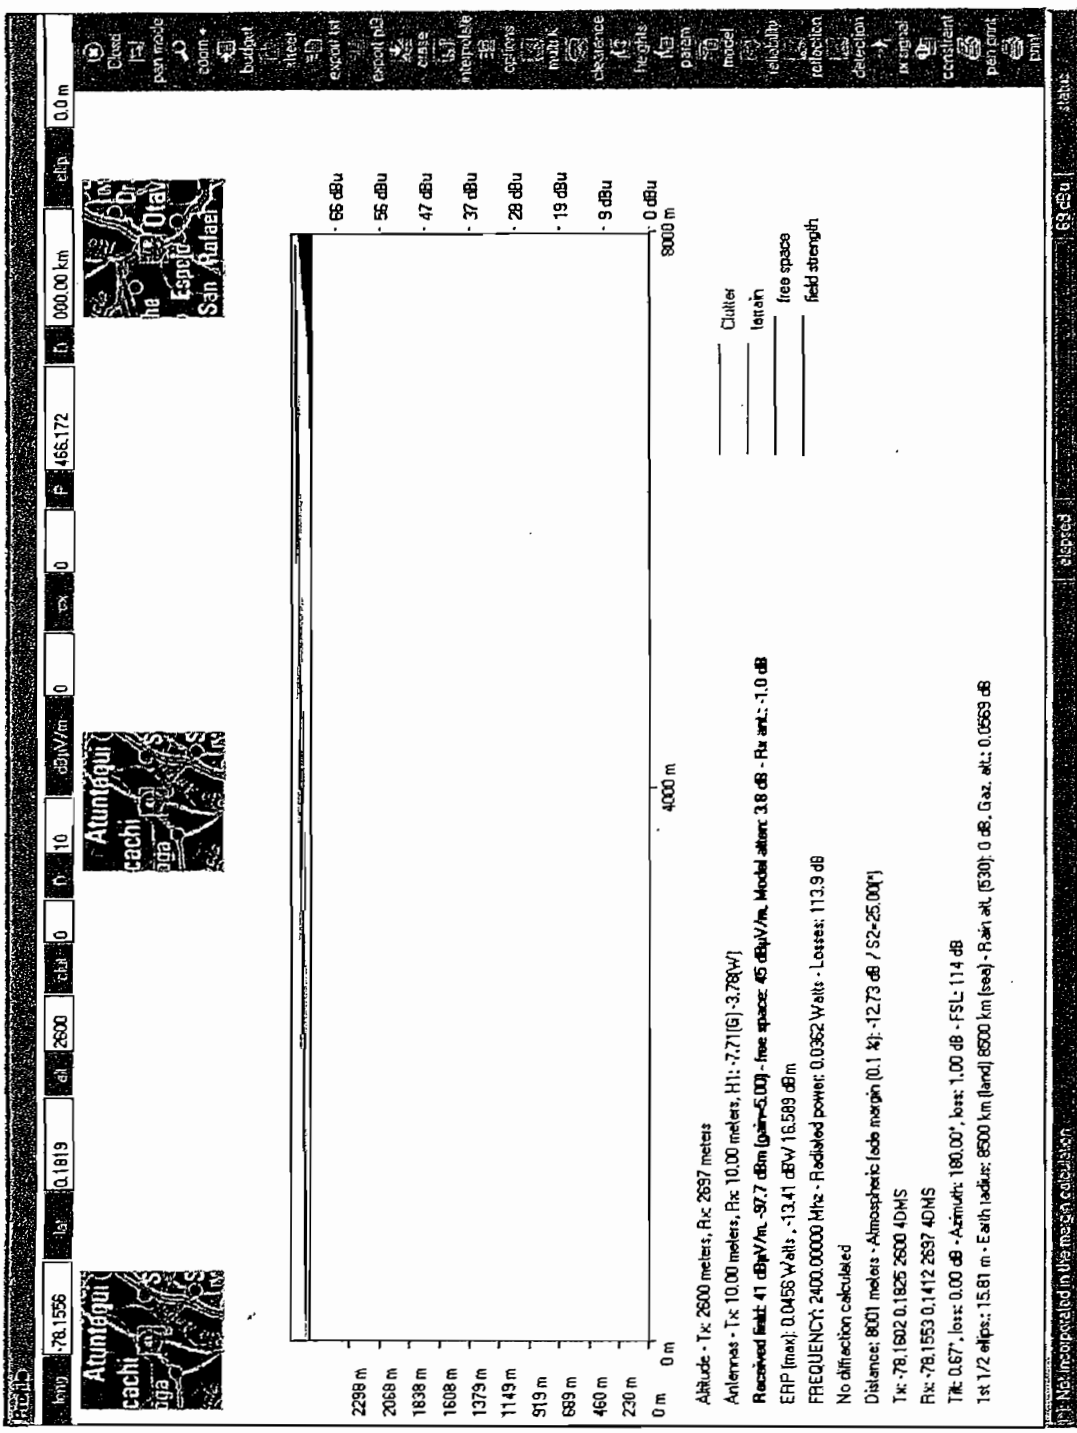 Profile
long -78.1556 lat 0.1819 alt 2600 clut 0 D 10 dBµV/m 0 rx 0 P 466.172 D 000.00 km ellip 0.0 m
Atuntaqui
cachi
Atuntaqui
cachi
oga
Otav
Espejo
San Rafael
Close
pan mode
zoom +
budget
sheet
export txt
export pl3
erase
intermodete
options
multi k
clearance
heights
param
model
reliability
reflection
deviation
constraint
pen print
print
2298 m
2068 m
1838 m
1608 m
1379 m
1149 m
919 m
689 m
460 m
230 m
0 m
66 dBu
56 dBu
47 dBu
37 dBu
28 dBu
19 dBu
9 dBu
0 dBu
0 m 4000 m 8000 m
Clutter
terrain
free space
field strength
Altitude - Tx: 2600 meters, Rx: 2697 meters
Antennas - Tx: 10.00 meters, Rx: 10.00 meters, H1: -7.71(G) -3.78(W)
Received field: 41 dBµV/m, -97.7 dBm (gain=5.00) - free space: 45 dBµV/m, Model atten: 3.8 dB - Rx ant.: -1.0 dB
ERP (max): 0.0456 Watts , -13.41 dBW/ 16.589 dBm
FREQUENCY: 2400.00000 Mhz - Radiated power: 0.0362 Watts - Losses: 113.9 dB
No diffraction calculated
Distance: 8001 meters - Atmospheric fade margin (0.1 %): -12.73 dB / S2=25.00(*)
Tx: -78.1602 0.1825 2600 4DMS
Rx: -78.1553 0.1412 2697 4DMS
Tilt: 0.67°, loss: 0.00 dB - Azimuth: 180.00°, loss: 1.00 dB - FSL: 114 dB
1st 1/2 ellips.: 15.81 m - Earth radius: 8500 km (land) 8500 km (sea) - Rain att. (530): 0 dB, Gaz. att.: 0.0569 dB
(*) Not incorporated in the margin calculation elapsed 69 dBu status